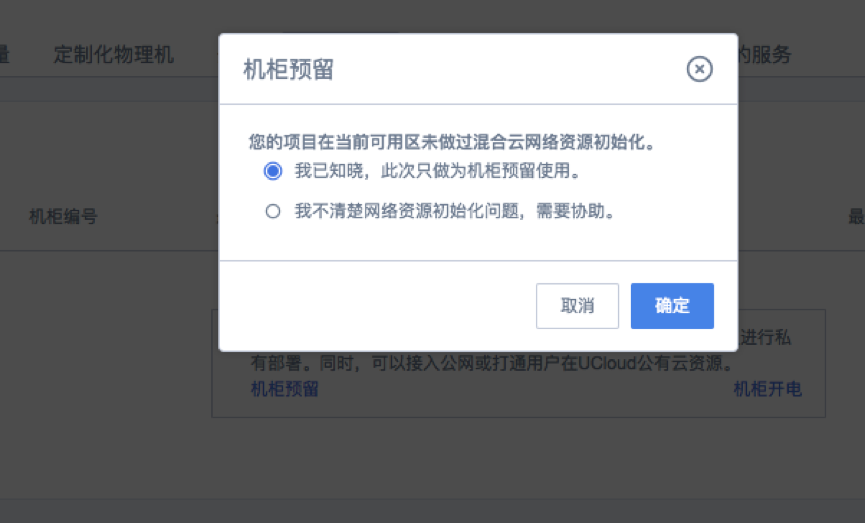 量 定制化物理机 的服务
机柜预留
您的项目在当前可用区未做过混合云网络资源初始化。
我已知晓，此次只做为机柜预留使用。
机柜编号 最
我不清楚网络资源初始化问题，需要协助。
取消 确定
进行私
有部署。同时，可以接入公网或打通用户在UCloud公有云资源。
机柜预留 机柜开电